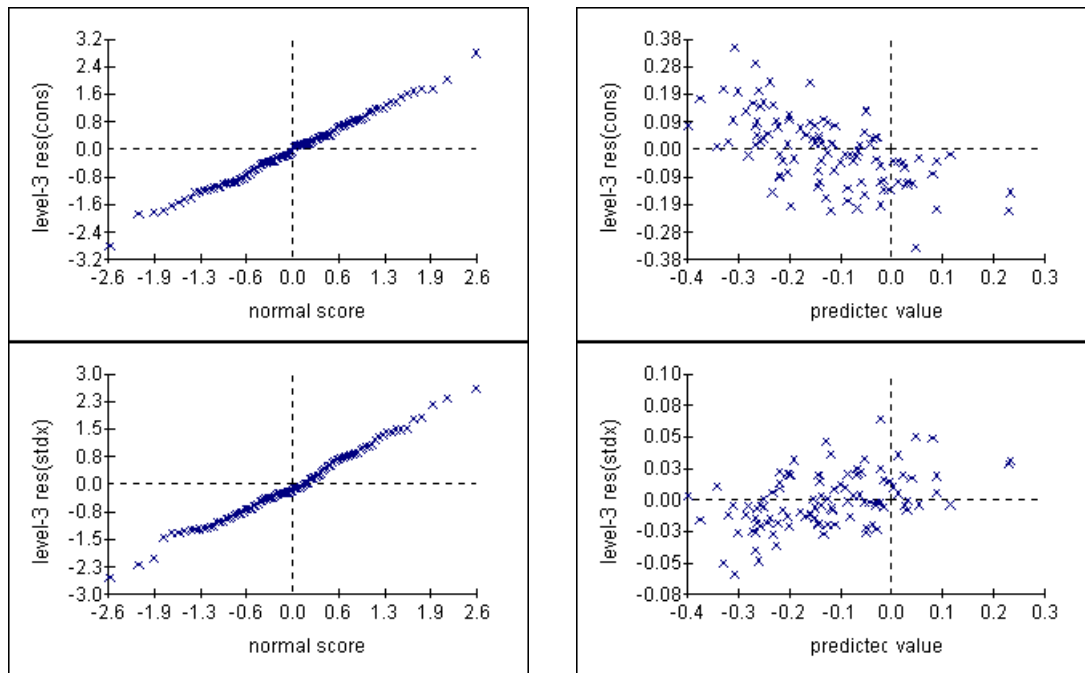 3.2
2.4
1.6
0.8
0.0
-0.8
-1.6
-2.4
-3.2
level-3 res(cons)
-2.6 -1.9 -1.3 -0.6 0.0 0.6 1.3 1.9 2.6
normal score
0.38
0.28
0.19
0.09
0.00
-0.09
-0.19
-0.28
-0.38
level-3 res(cons)
-0.4 -0.3 -0.2 -0.1 0.0 0.1 0.2 0.3
predicted value
3.0
2.3
1.5
0.8
0.0
-0.8
-1.5
-2.3
-3.0
level-3 res(stdx)
-2.6 -1.9 -1.3 -0.6 0.0 0.6 1.3 1.9 2.6
normal score
0.10
0.08
0.05
0.03
0.00
-0.03
-0.05
-0.08
level-3 res(stdx)
-0.4 -0.3 -0.2 -0.1 0.0 0.1 0.2 0.3
predicted value